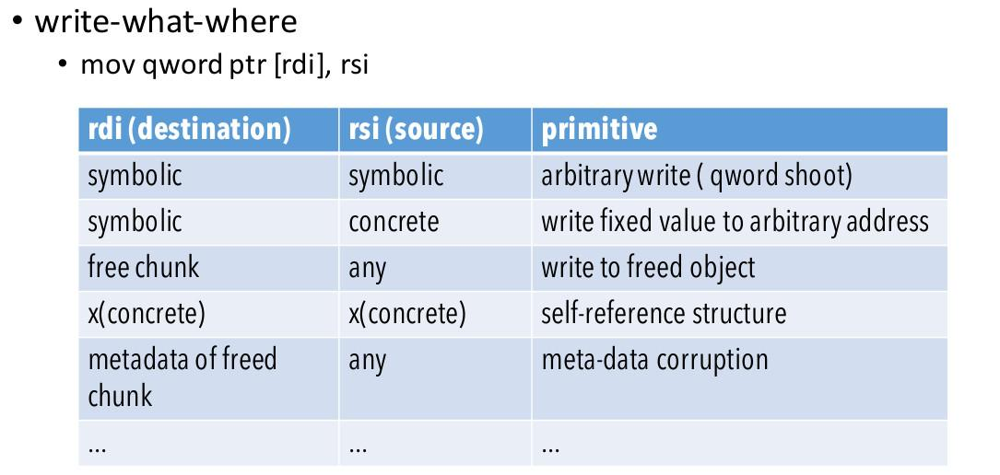 • write-what-where
• mov qword ptr [rdi], rsi
rdi (destination) rsi (source) primitive
symbolic symbolic arbitrary write ( qword shoot)
symbolic concrete write fixed value to arbitrary address
free chunk any write to freed object
x(concrete) x(concrete) self-reference structure
metadata of freed any meta-data corruption
chunk
... ... ...